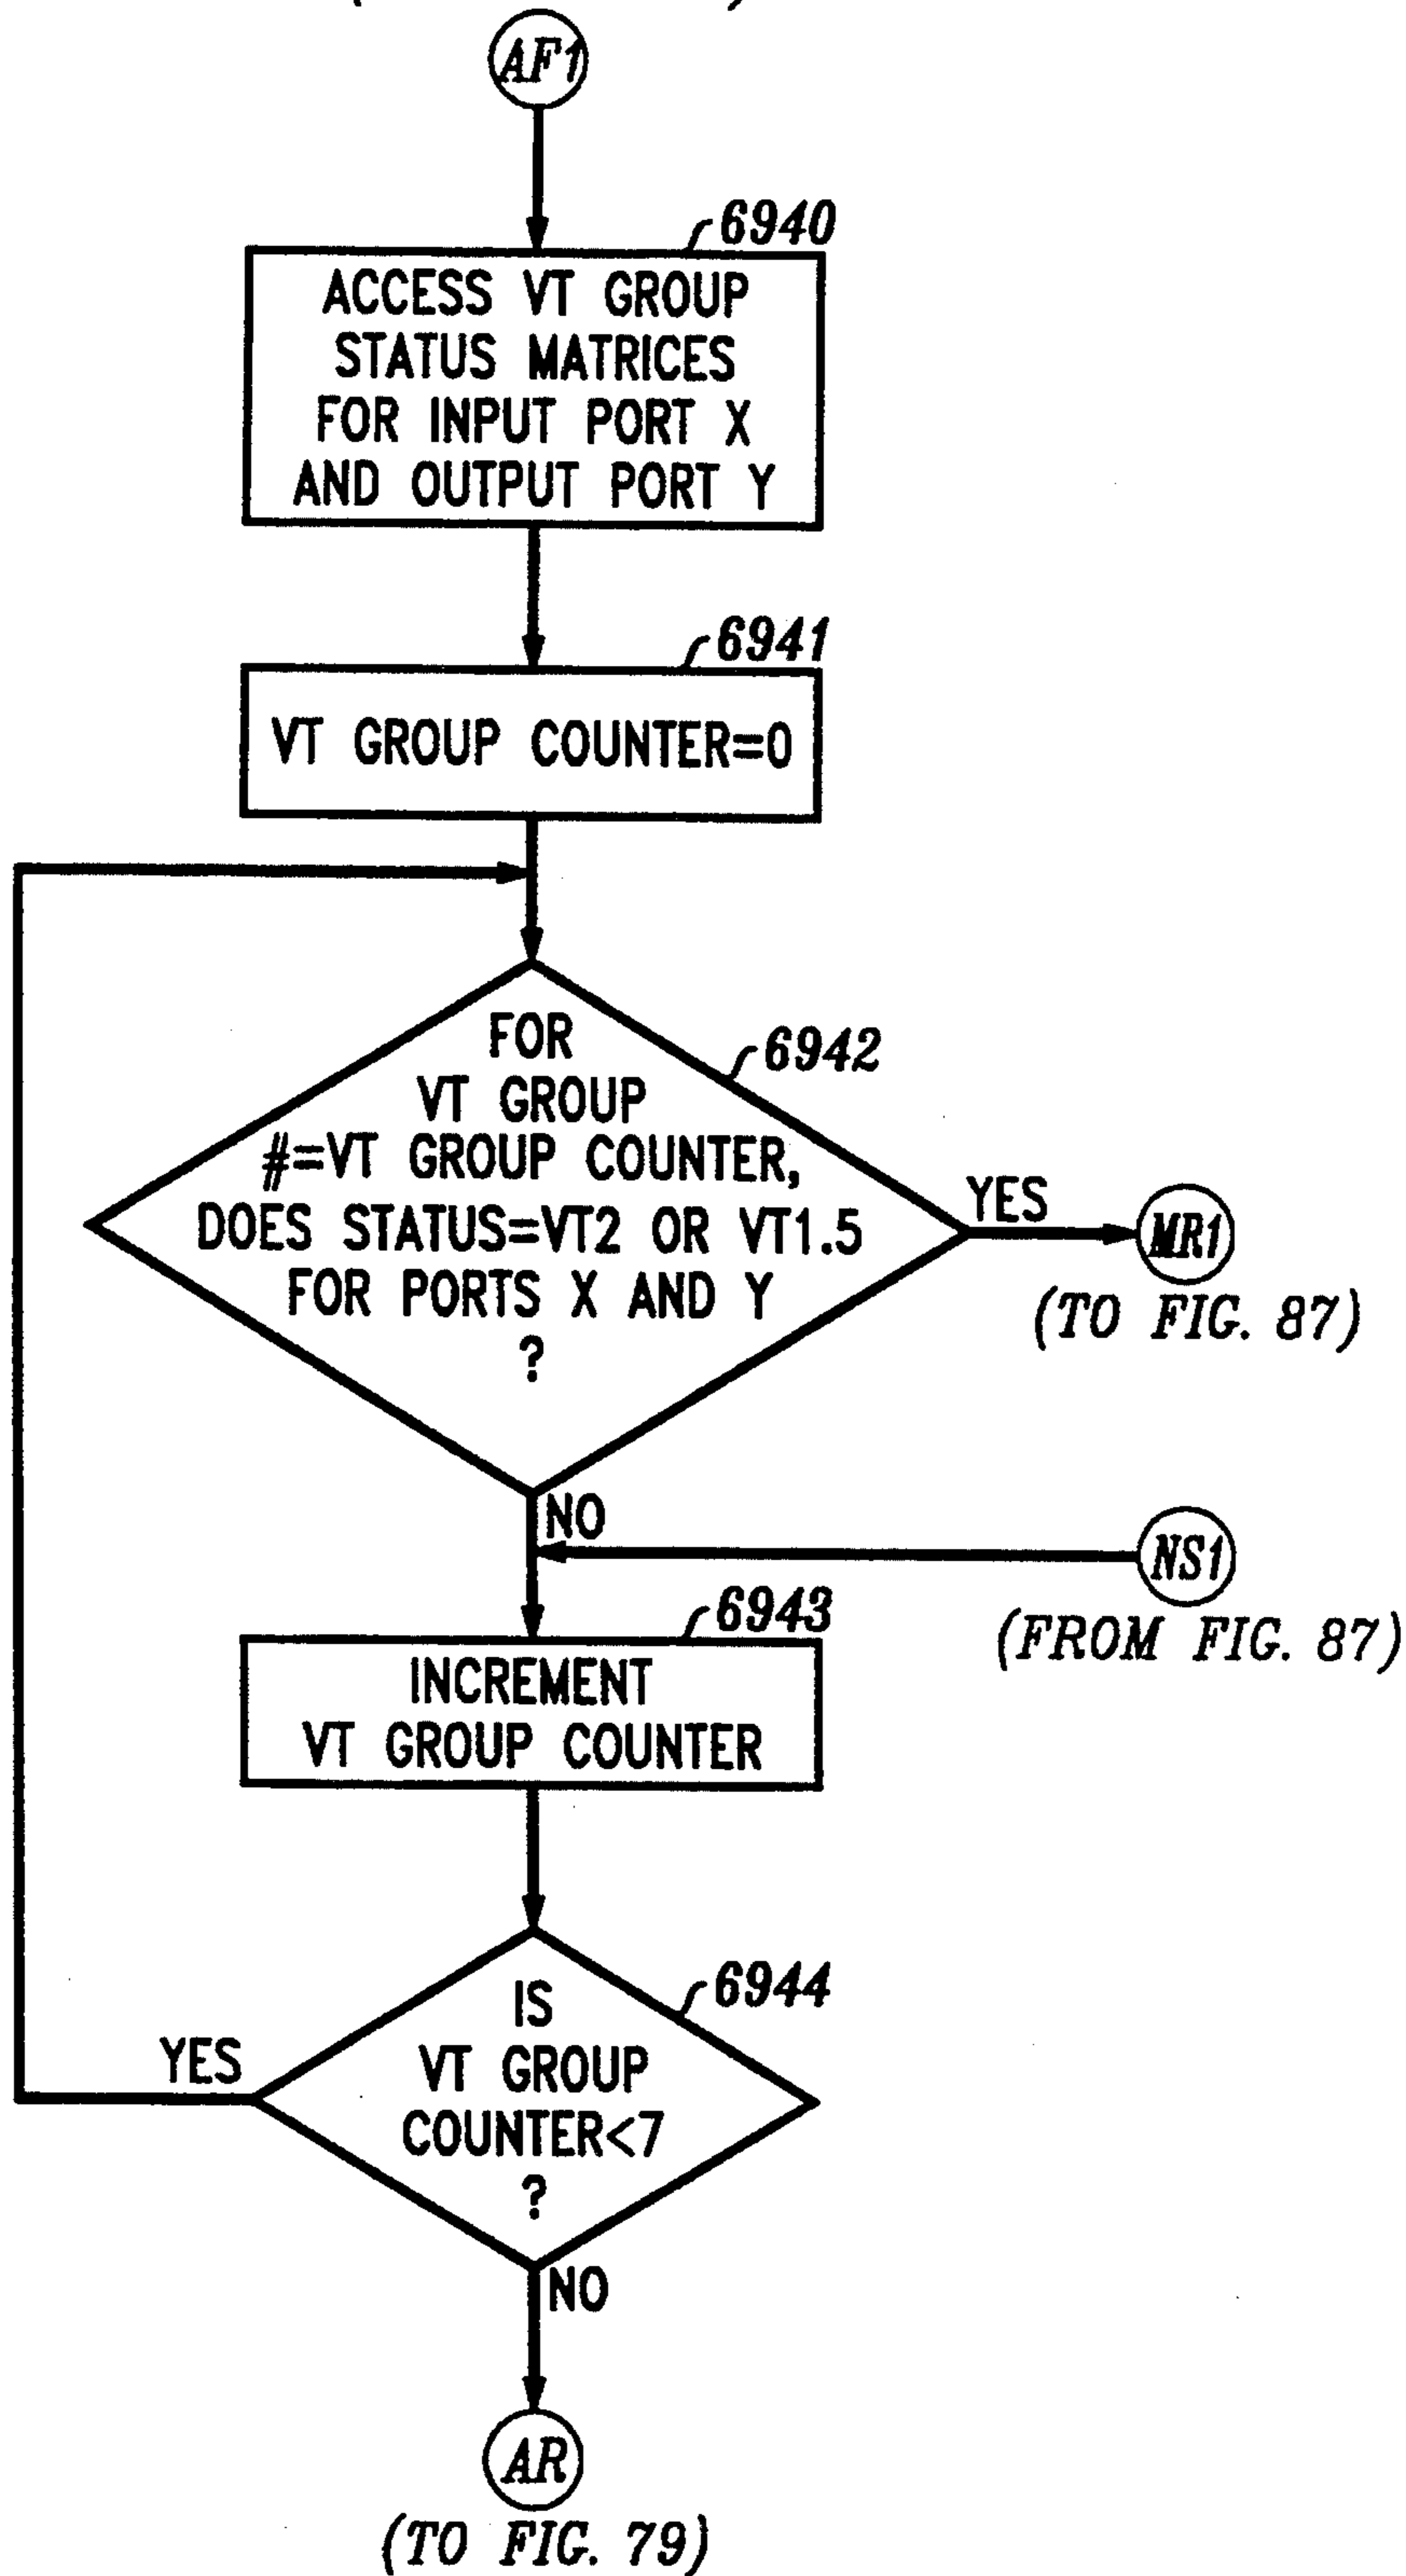 AF1
6940
ACCESS VT GROUP
STATUS MATRICES
FOR INPUT PORT X
AND OUTPUT PORT Y
6941
VT GROUP COUNTER=0
FOR
VT GROUP
#=VT GROUP COUNTER,
DOES STATUS=VT2 OR VT1.5
FOR PORTS X AND Y
?
6942
YES
MR1
(TO FIG. 87)
NO
NS1
(FROM FIG. 87)
6943
INCREMENT
VT GROUP COUNTER
6944
IS
VT GROUP
COUNTER<7
?
YES
NO
AR
(TO FIG. 79)